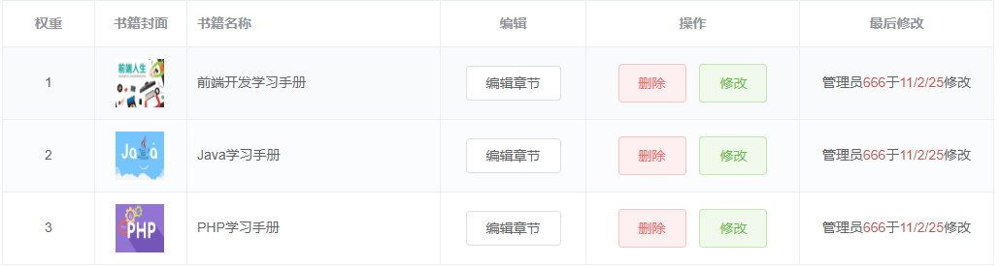 权重 书籍封面 书籍名称 编辑 操作 最后修改
1 前端人生 前端开发学习手册 编辑章节 删除 修改 管理员666于11/2/25修改
2 Java Java学习手册 编辑章节 删除 修改 管理员666于11/2/25修改
3 PHP PHP学习手册 编辑章节 删除 修改 管理员666于11/2/25修改